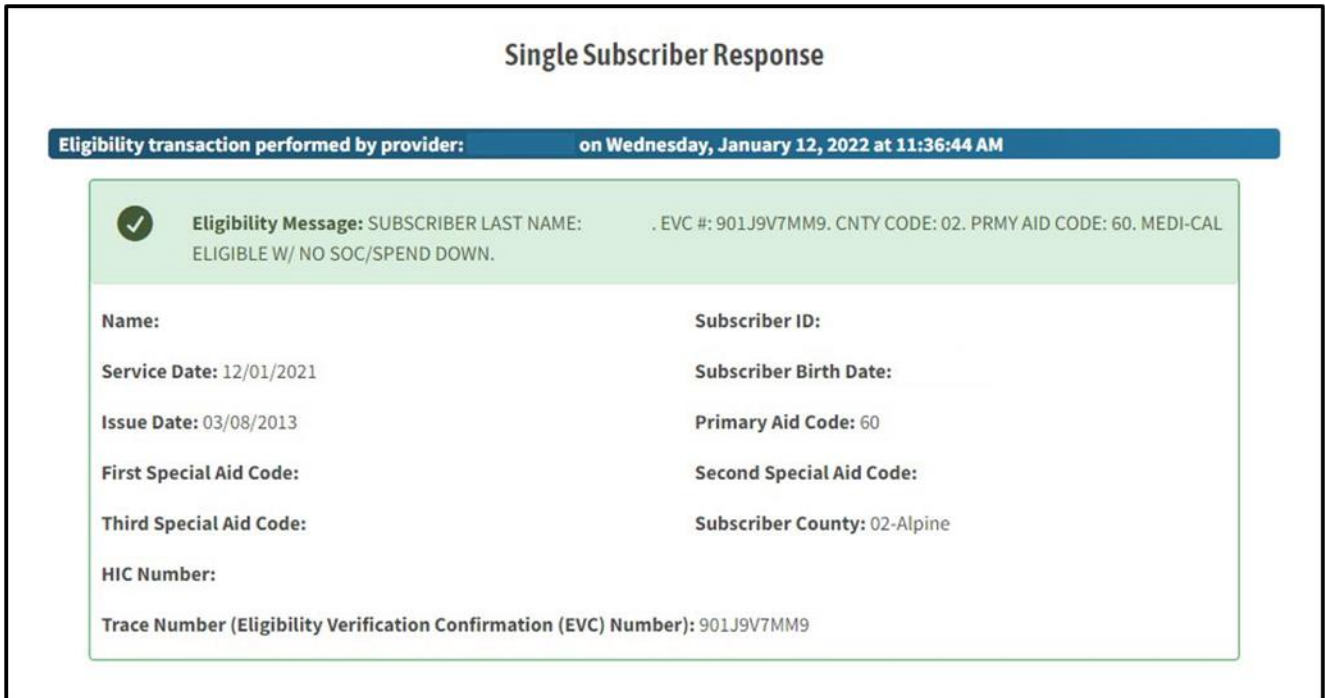 Single Subscriber Response
Eligibility transaction performed by provider: on Wednesday, January 12, 2022 at 11:36:44 AM
Eligibility Message: SUBSCRIBER LAST NAME: . EVC #: 901J9V7MM9. CNTY CODE: 02. PRMY AID CODE: 60. MEDI-CAL
ELIGIBLE W/ NO SOC/SPEND DOWN.
Name:
Subscriber ID:
Service Date: 12/01/2021
Subscriber Birth Date:
Issue Date: 03/08/2013
Primary Aid Code: 60
First Special Aid Code:
Second Special Aid Code:
Third Special Aid Code:
Subscriber County: 02-Alpine
HIC Number:
Trace Number (Eligibility Verification Confirmation (EVC) Number): 901J9V7MM9